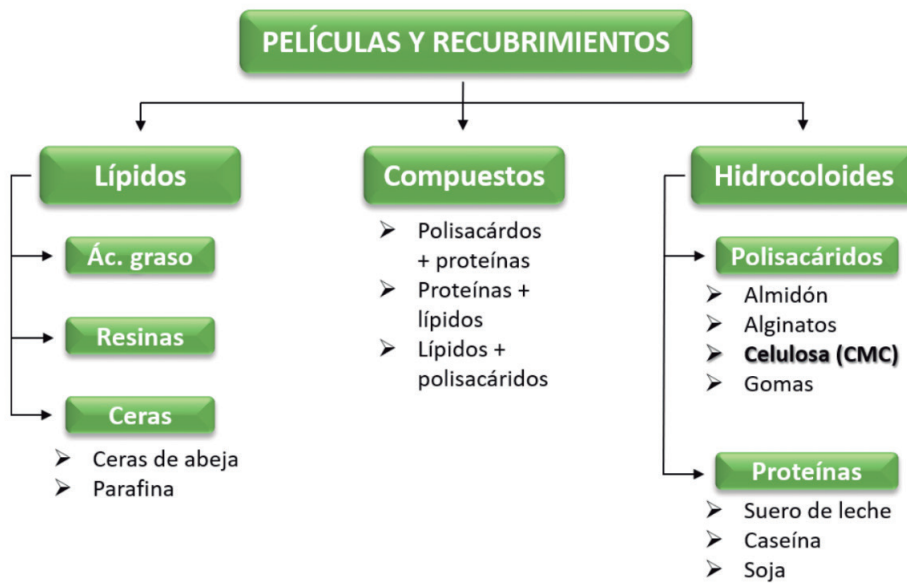 PELÍCULAS Y RECUBRIMIENTOS
Lípidos
Ác. graso
Resinas
Ceras
Ceras de abeja
Parafina
Compuestos
Polisacárdos
+ proteínas
Proteínas +
lípidos
Lípidos +
polisacáridos
Hidrocoloides
Polisacáridos
Almidón
Alginatos
Celulosa (CMC)
Gomas
Proteínas
Suero de leche
Caseína
Soja